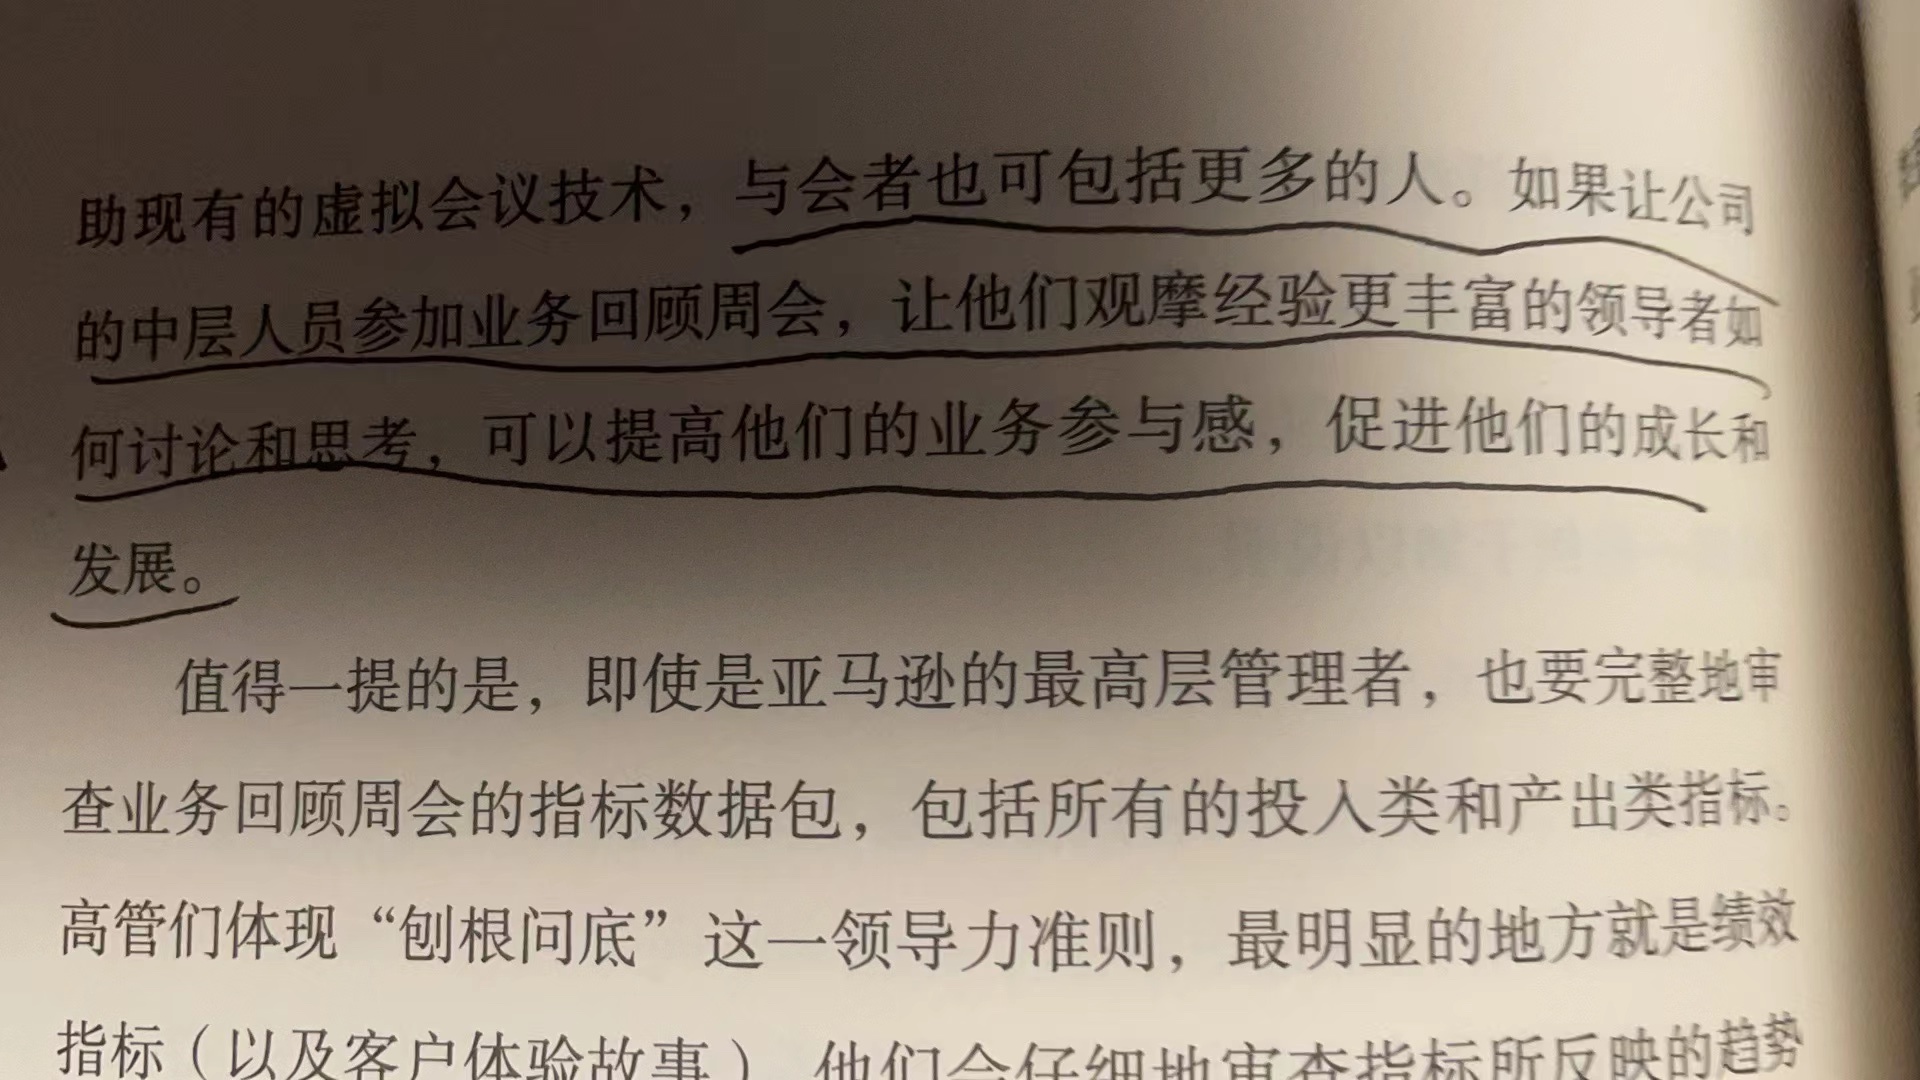 助现有的虚拟会议技术，与会者也可包括更多的人。如果让公司
的中层人员参加业务回顾周会，让他们观摩经验更丰富的领导者如
何讨论和思考，可以提高他们的业务参与感，促进他们的成长和
发展。
值得一提的是，即使是亚马逊的最高层管理者，也要完整地审
查业务回顾周会的指标数据包，包括所有的投入类和产出类指标。
高管们体现“刨根问底”这一领导力准则，最明显的地方就是绩效
指标（以及客户体验故事），他们会仔细地审查指标所反映的趋势